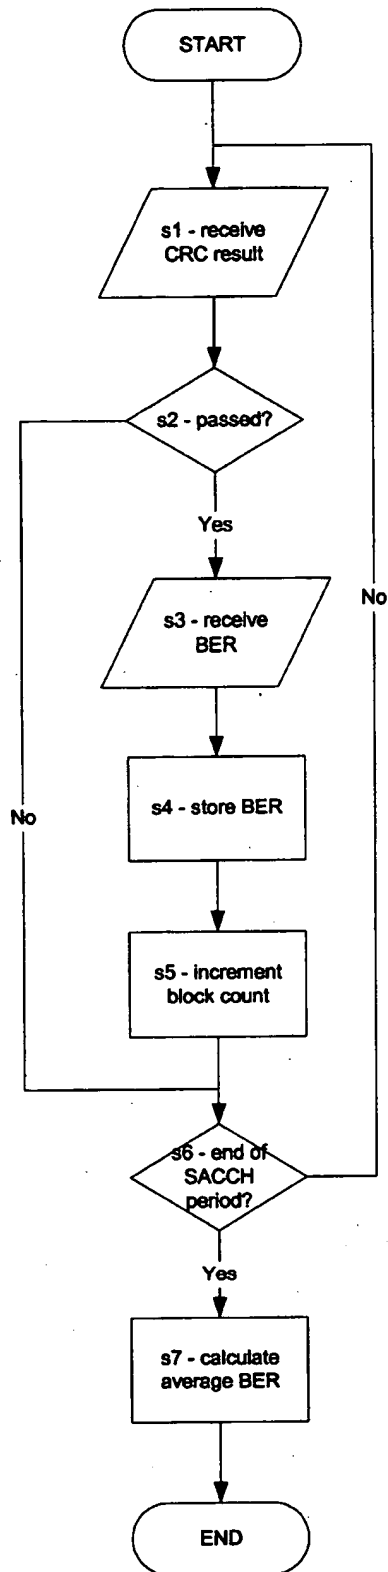 START
s1 - receive
CRC result
s2 - passed?
Yes
s3 - receive
BER
No
s4 - store BER
No
s5 - increment
block count
s6 - end of
SACCH
period?
Yes
s7 - calculate
average BER
END